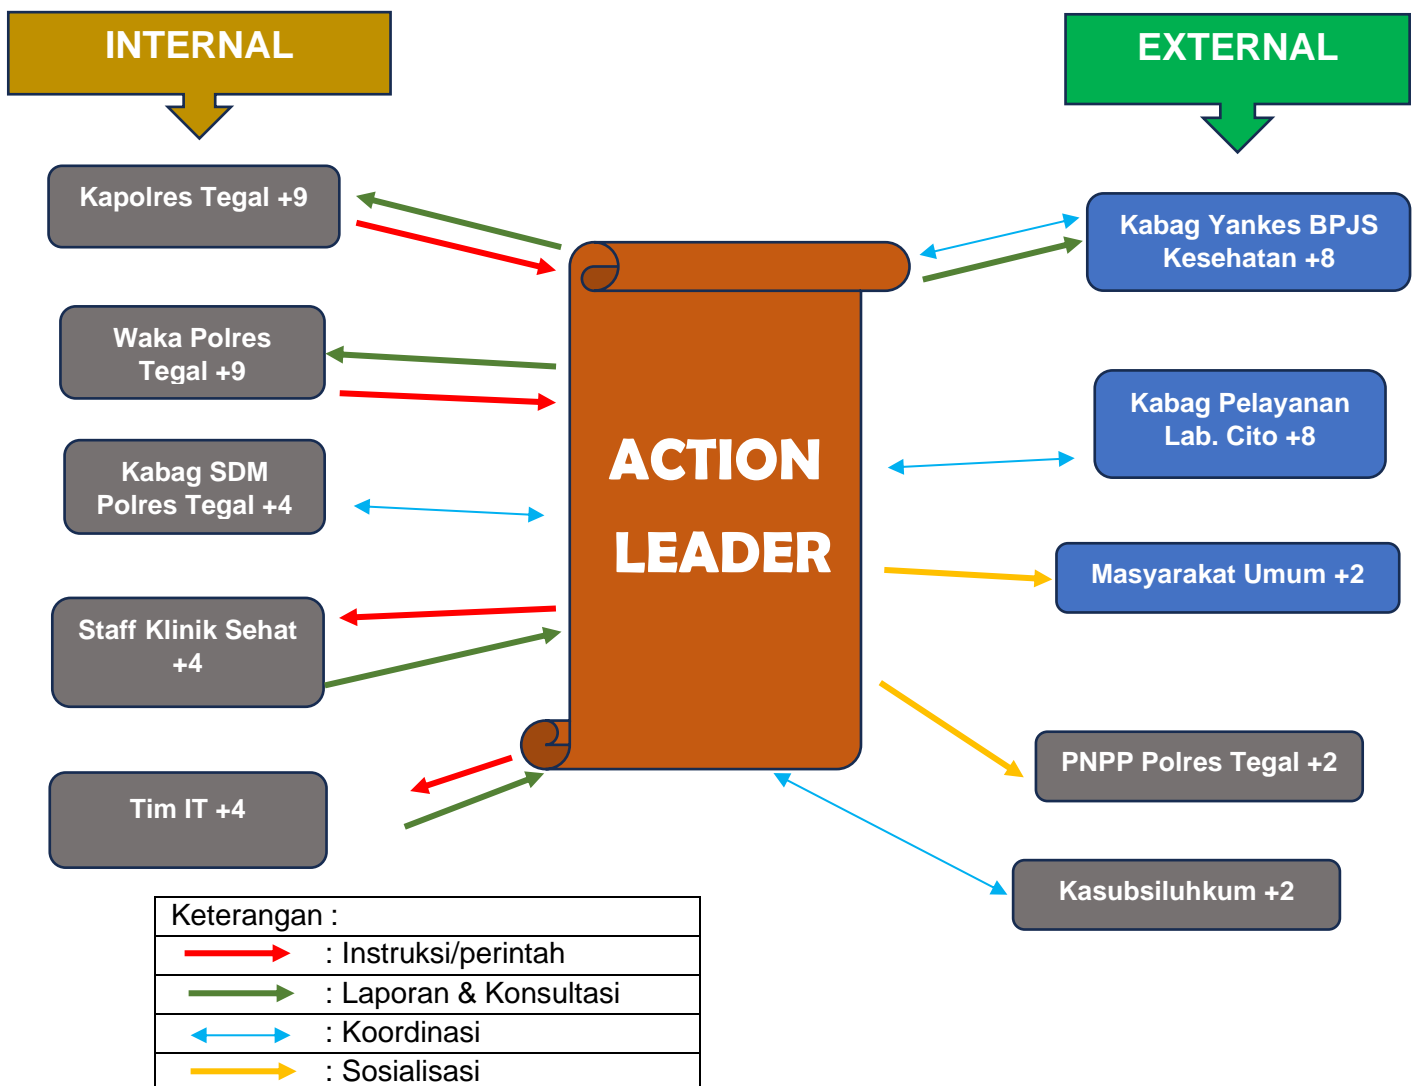 INTERNAL
EXTERNAL
Kapolres Tegal +9
Waka Polres
Tegal +9
Kabag SDM
Polres Tegal +4
Staff Klinik Sehat
+4
Tim IT +4
ACTION
LEADER
Kabag Yankes BPJS
Kesehatan +8
Kabag Pelayanan
Lab. Cito +8
Masyarakat Umum +2
PNPP Polres Tegal +2
Kasubsiluhkum +2
Keterangan :
: Instruksi/perintah
: Laporan & Konsultasi
: Koordinasi
: Sosialisasi